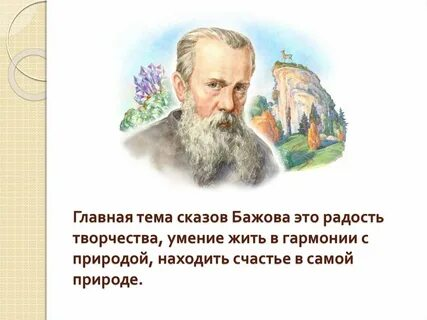 Главная тема сказов Бажова это радость
творчества, умение жить в гармонии с
природой, находить счастье в самой
природе.